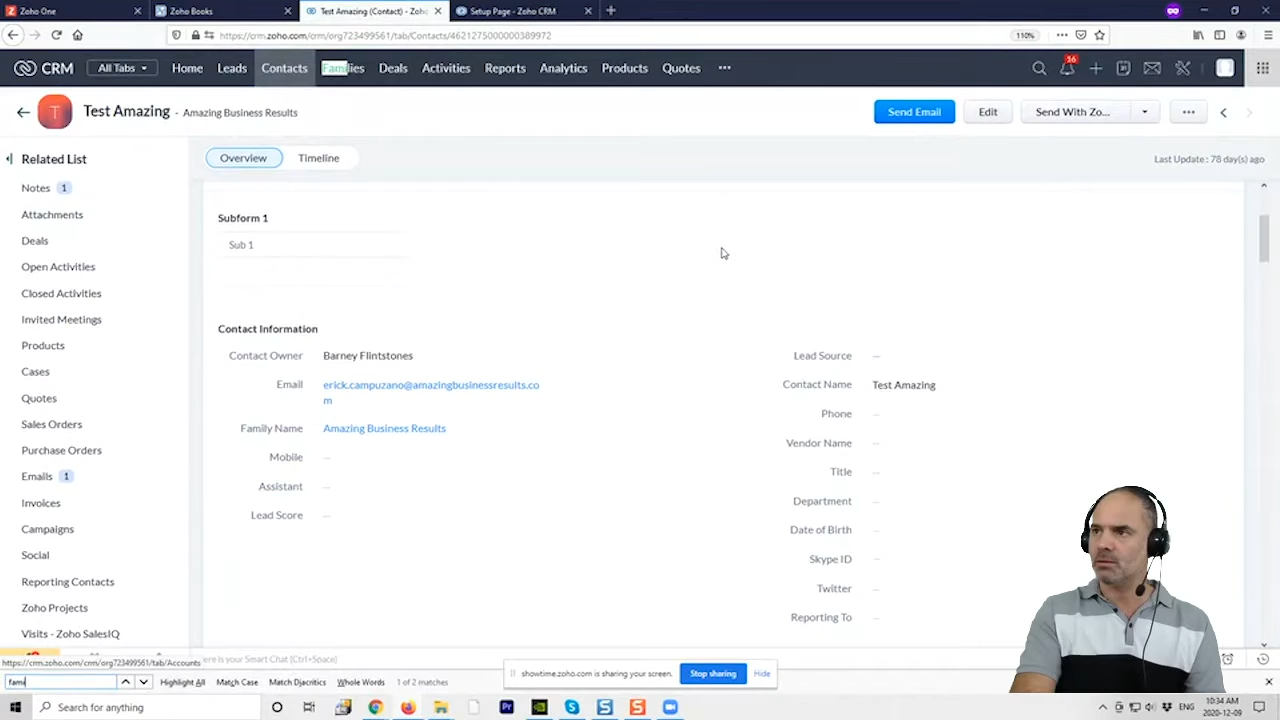 Zoho One
Zoho Books
Test Amazing (Contact) - Zoho
Setup Page - Zoho CRM
https://crm.zoho.com/crm/org723499561/tab/Contacts/4621275000000389972
110%
CRM
All Tabs
Home
Leads
Contacts
Families
Deals
Activities
Reports
Analytics
Products
Quotes
56
T
Test Amazing - Amazing Business Results
Send Email
Edit
Send With Zo...
Related List
Overview
Timeline
Last Update : 78 day(s) ago
Notes 1
Attachments
Deals
Open Activities
Closed Activities
Invited Meetings
Products
Cases
Quotes
Sales Orders
Purchase Orders
Emails 1
Invoices
Campaigns
Social
Reporting Contacts
Zoho Projects
Visits - Zoho SalesIQ
Subform 1
Sub 1
Contact Information
Contact Owner Barney Flintstones
Email erick.campuzano@amazingbusinessresults.co
m
Family Name Amazing Business Results
Mobile —
Assistant —
Lead Score —
Lead Source —
Contact Name Test Amazing
Phone —
Vendor Name —
Title —
Department —
Date of Birth —
Skype ID —
Twitter —
Reporting To —
https://crm.zoho.com/crm/org723499561/tab/Accounts
ere is your Smart Chat (Ctrl+Space)
showtime.zoho.com is sharing your screen.
Stop sharing
Hide
fami
Highlight All
Match Case
Match Diacritics
Whole Words
1 of 2 matches
Search for anything
10:34 AM
2020-12-09